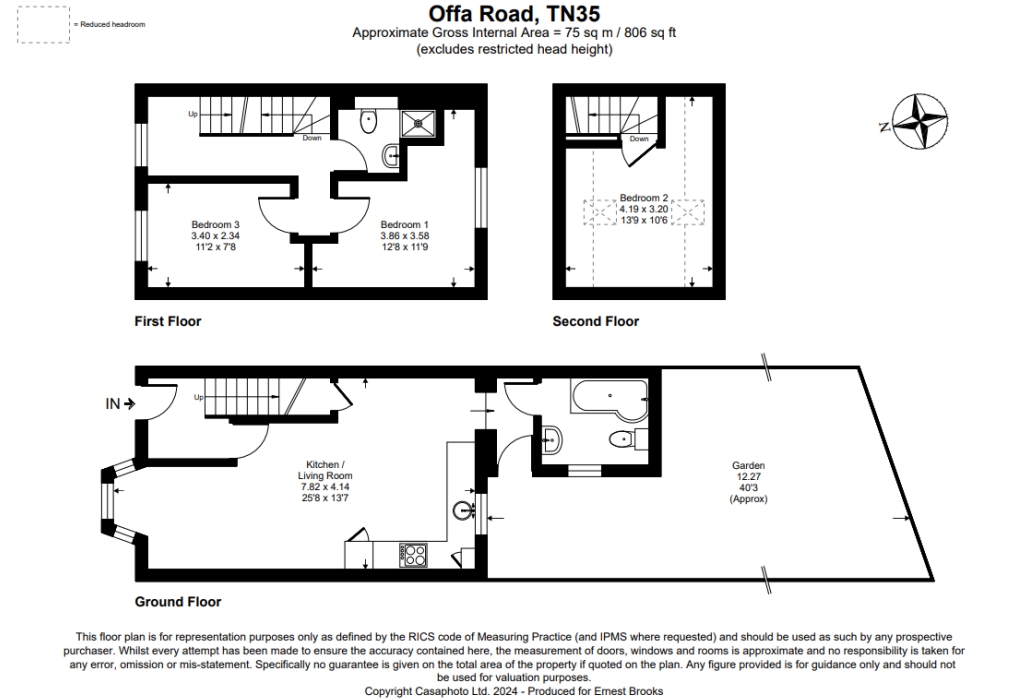 Offa Road, TN35
Approximate Gross Internal Area = 75 sq m / 806 sq ft
(excludes restricted head height)
= Reduced headroom
N
Up
Down
Bedroom 3
3.40 x 2.34
11'2 x 7'8
Bedroom 1
3.86 x 3.58
12'8 x 11'9
First Floor
Down
Bedroom 2
4.19 x 3.20
13'9 x 10'6
Second Floor
IN
Up
Kitchen /
Living Room
7.82 x 4.14
25'8 x 13'7
Garden
12.27
40'3
(Approx)
Ground Floor
This floor plan is for representation purposes only as defined by the RICS code of Measuring Practice (and IPMS where requested) and should be used as such by any prospective
purchaser. Whilst every attempt has been made to ensure the accuracy contained here, the measurement of doors, windows and rooms is approximate and no responsibility is taken for
any error, omission or mis-statement. Specifically no guarantee is given on the total area of the property if quoted on the plan. Any figure provided is for guidance only and should not
be used for valuation purposes.
Copyright Casaphoto Ltd. 2024 - Produced for Ernest Brooks